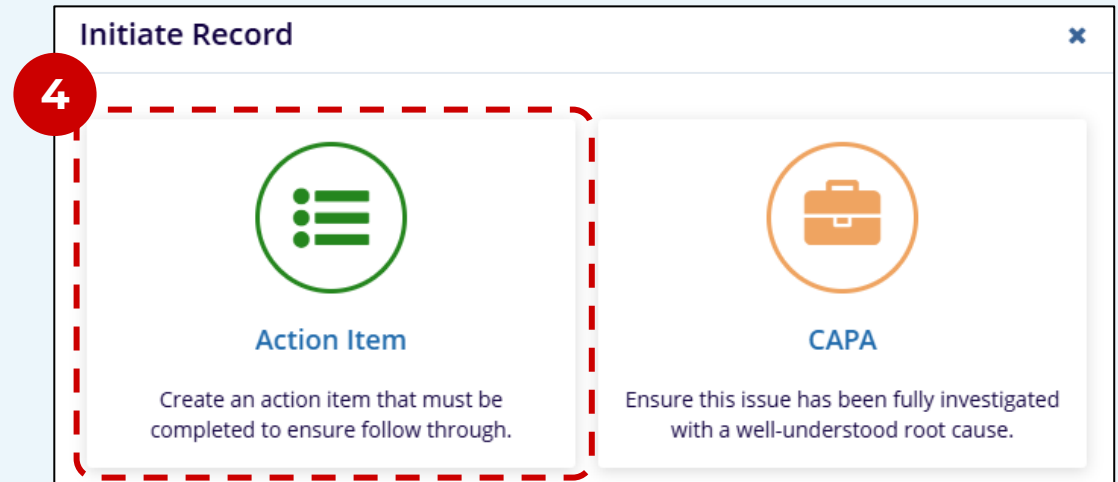 Initiate Record
4
Action Item
Create an action item that must be
completed to ensure follow through.
CAPA
Ensure this issue has been fully investigated
with a well-understood root cause.